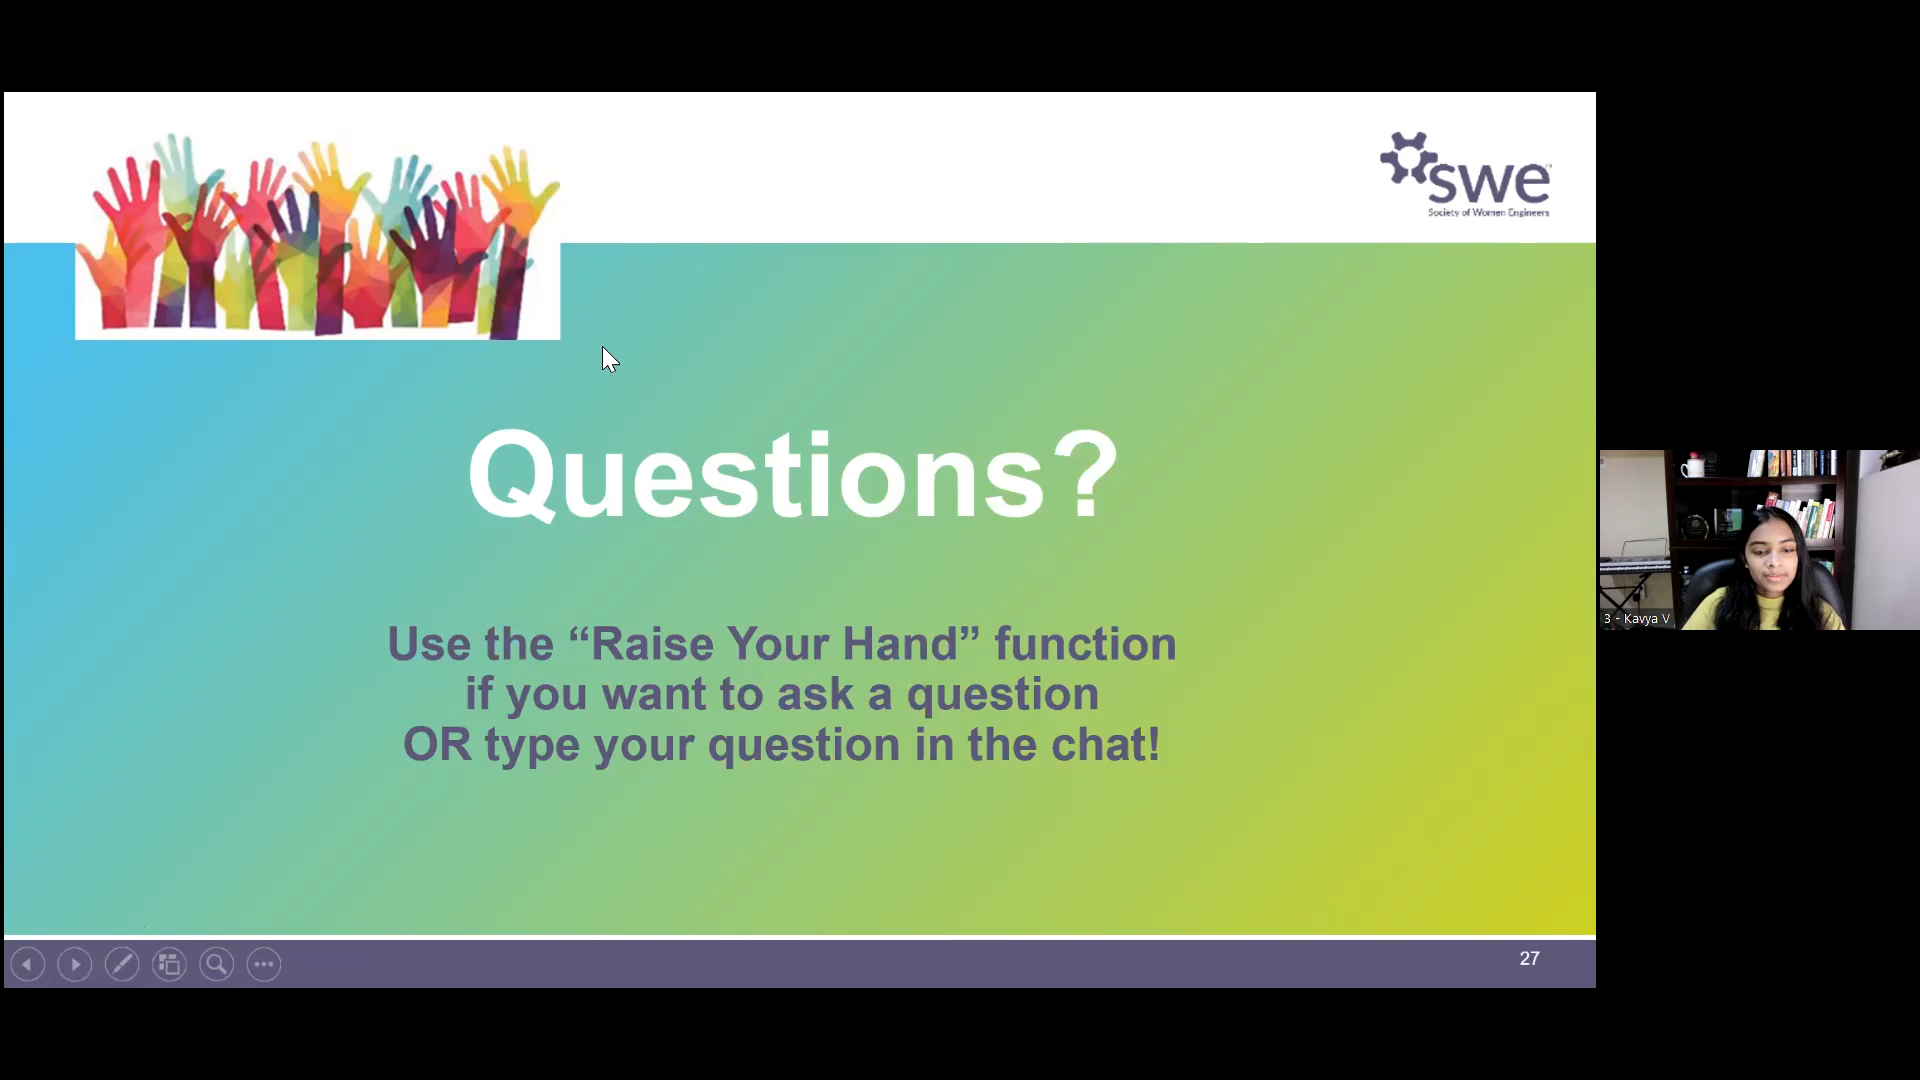 swe
Society of Women Engineers
Questions?
Use the “Raise Your Hand” function
if you want to ask a question
OR type your question in the chat!
27
3 - Kavya V